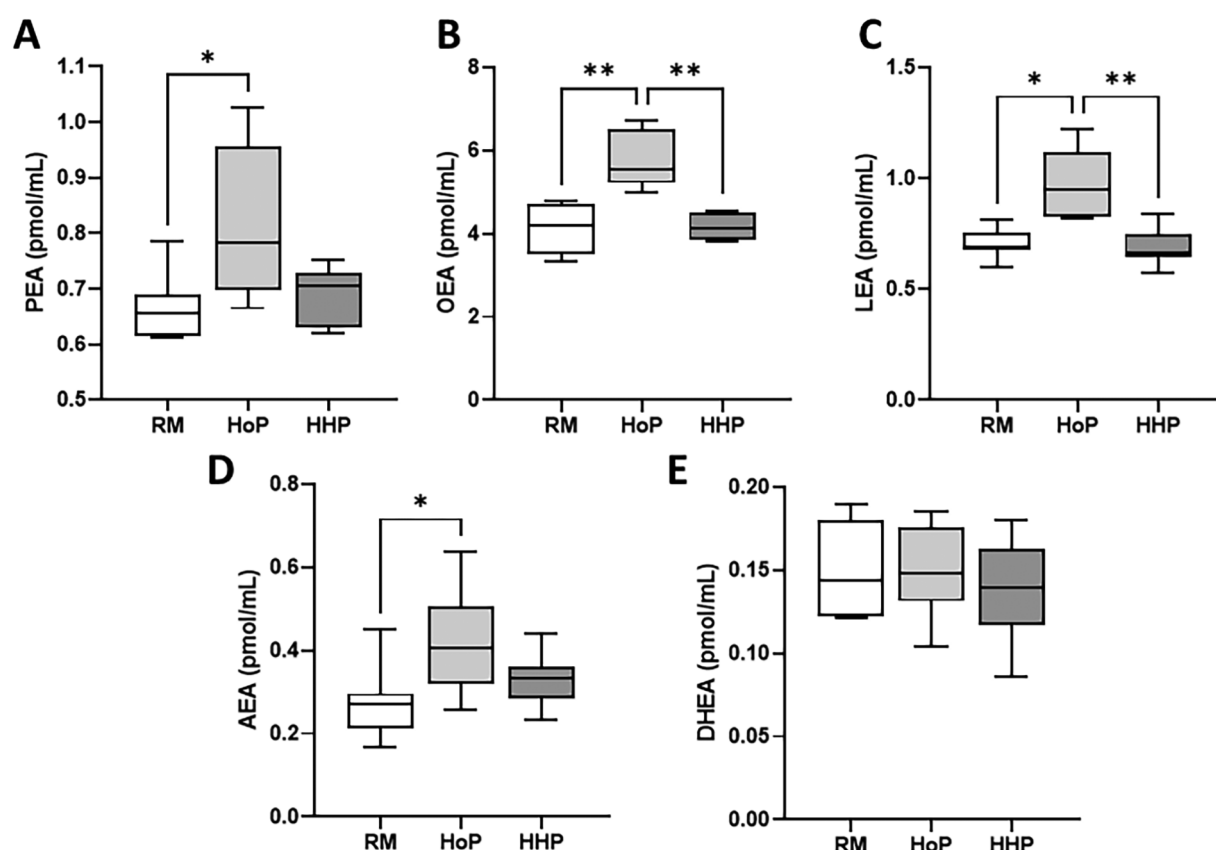 A
*
1.1
1.0
0.9
0.8
0.7
0.6
0.5
PEA (pmol/mL)
RM HoP HHP
B
** **
8
6
4
2
0
OEA (pmol/mL)
RM HoP HHP
C
* **
1.5
1.0
0.5
0.0
LEA (pmol/mL)
RM HoP HHP
D
*
0.8
0.6
0.4
0.2
0.0
AEA (pmol/mL)
RM HoP HHP
E
0.20
0.15
0.10
0.05
0.00
DHEA (pmol/mL)
RM HoP HHP